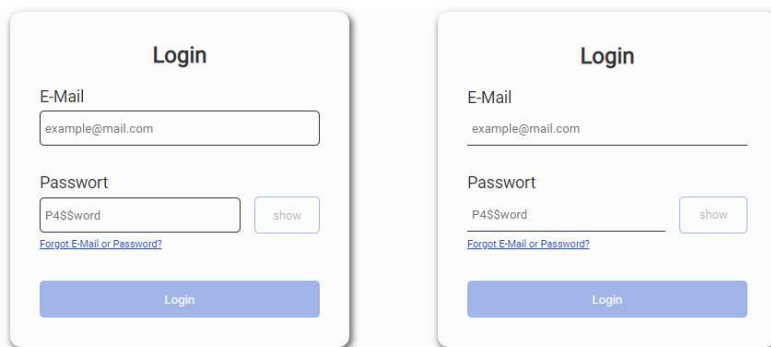 Login
E-Mail
example@mail.com
Passwort
P4$$word
show
Forgot E-Mail or Password?
Login
Login
E-Mail
example@mail.com
Passwort
P4$$word
show
Forgot E-Mail or Password?
Login